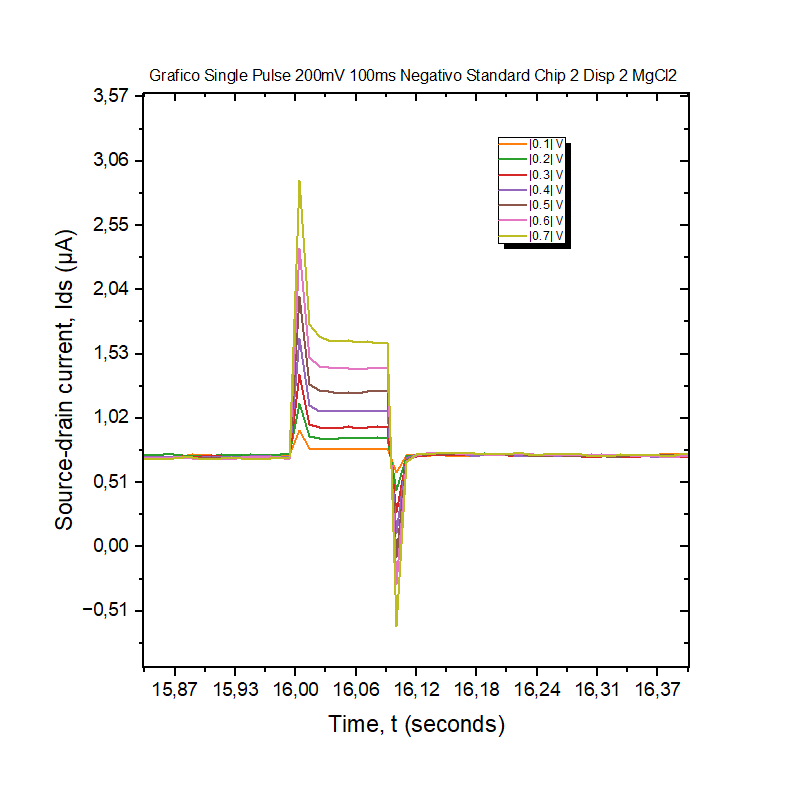 Grafico Single Pulse 200mV 100ms Negativo Standard Chip 2 Disp 2 MgCl2
3,57
3,06
2,55
2,04
1,53
1,02
0,51
0,00
−0,51
Source-drain current, Ids (µA)
|0.1| V
|0.2| V
|0.3| V
|0.4| V
|0.5| V
|0.6| V
|0.7| V
15,87 15,93 16,00 16,06 16,12 16,18 16,24 16,31 16,37
Time, t (seconds)